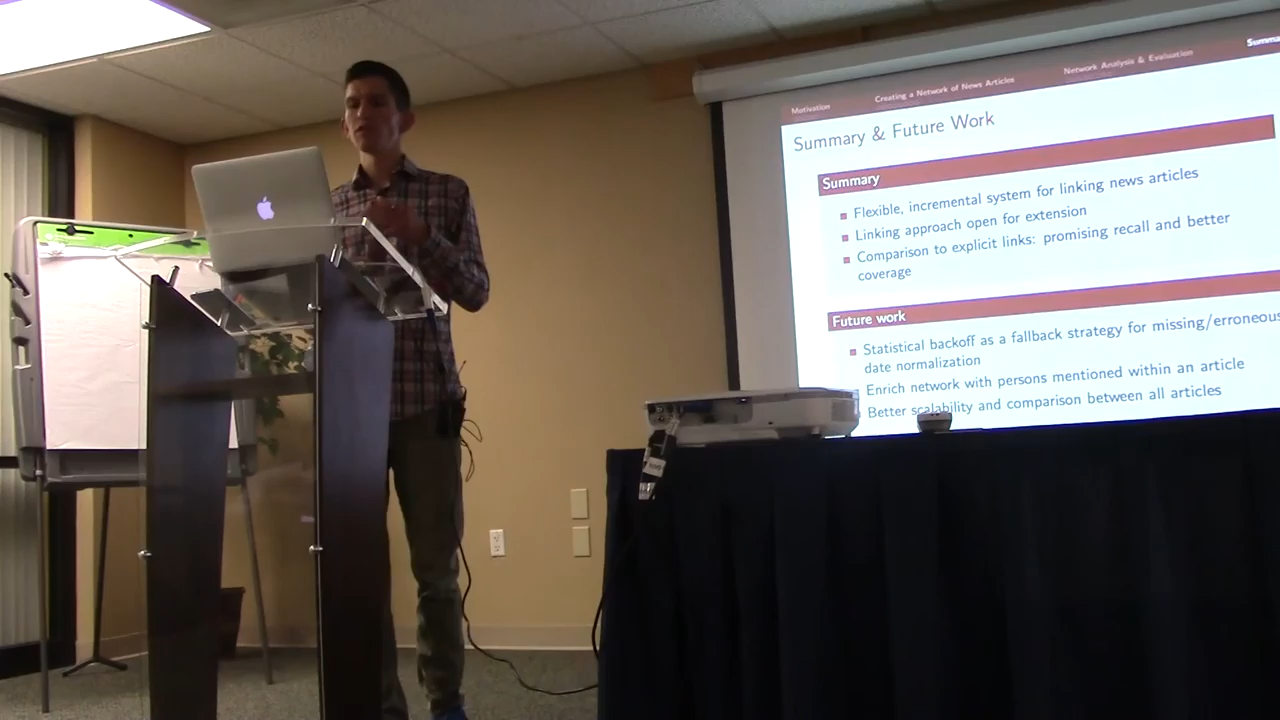 Motivation
Creating a Network of News Articles
Network Analysis & Evaluation
Summa
Summary & Future Work
Summary
Flexible, incremental system for linking news articles
Linking approach open for extension
Comparison to explicit links: promising recall and better
coverage
Future work
Statistical backoff as a fallback strategy for missing/erroneous
date normalization
Enrich network with persons mentioned within an article
Better scalability and comparison between all articles